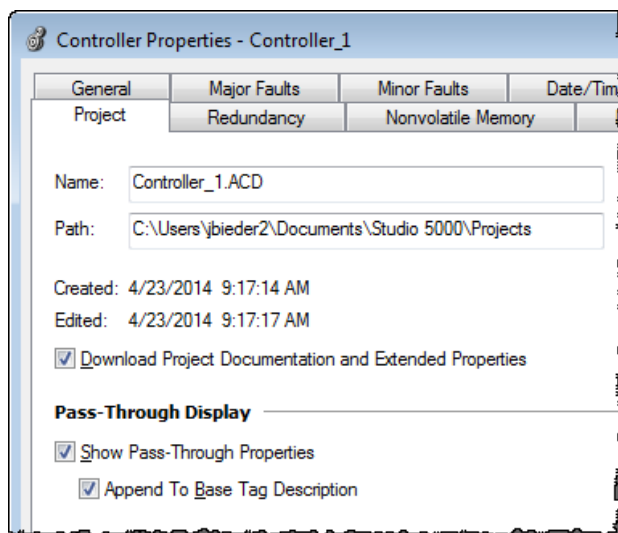 Controller Properties - Controller_1
General Major Faults Minor Faults Date/Tim
Project Redundancy Nonvolatile Memory
Name: Controller_1.ACD
Path: C:\Users\jbieder2\Documents\Studio 5000\Projects
Created: 4/23/2014 9:17:14 AM
Edited: 4/23/2014 9:17:17 AM
Download Project Documentation and Extended Properties
Pass-Through Display
Show Pass-Through Properties
Append To Base Tag Description